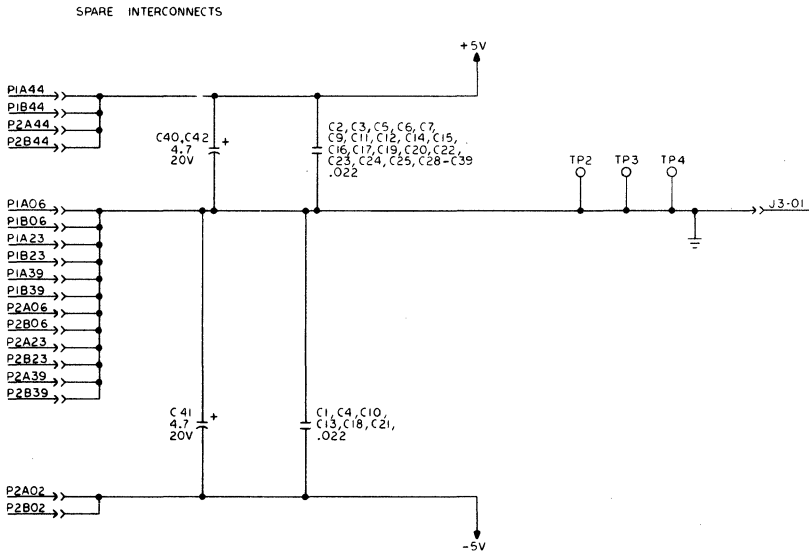 SPARE INTERCONNECTS
+5V
P1A44
P1B44
P2A44
P2B44
C40,C42
4.7
20V
+
C2, C3, C5, C6, C7,
C9, C11, C12, C14, C15,
C16, C17, C19, C20, C22,
C23, C24, C25, C28-C39
.022
TP2
TP3
TP4
P1A06
P1B06
P1A23
P1B23
P1A39
P1B39
P2A06
P2B06
P2A23
P2B23
P2A39
P2B39
J3-01
C41
4.7
20V
+
C1, C4, C10,
C13, C18, C21,
.022
P2A02
P2B02
-5V